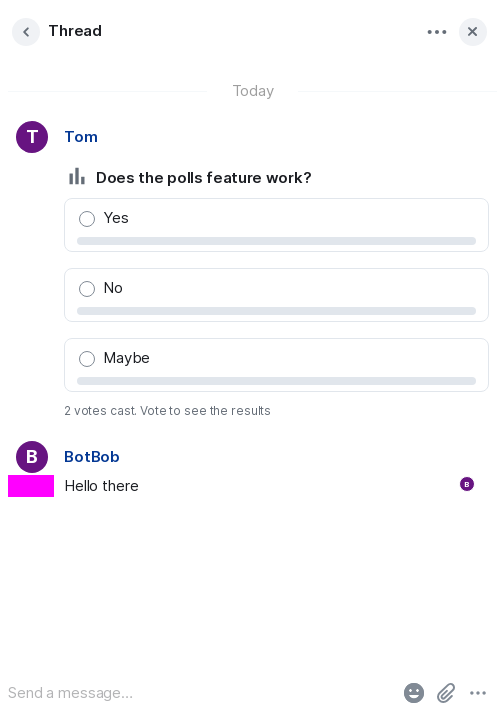 Thread
Today
T
Tom
Does the polls feature work?
Yes
No
Maybe
2 votes cast. Vote to see the results
B
BotBob
Hello there
B
Send a message…